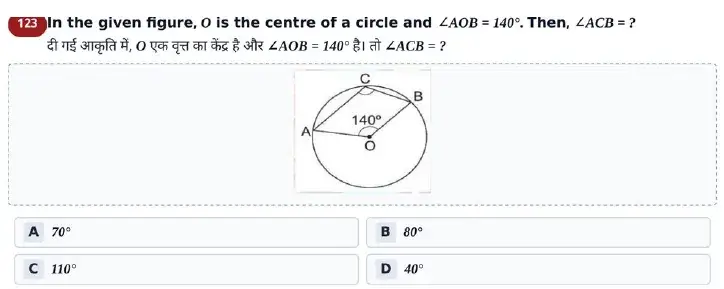 123 In the given figure, O is the centre of a circle and ∠AOB = 140°. Then, ∠ACB = ?
दी गई आकृति में, O एक वृत्त का केंद्र है और ∠AOB = 140° है। तो ∠ACB = ?
C
B
140°
A
O
A 70°
B 80°
C 110°
D 40°